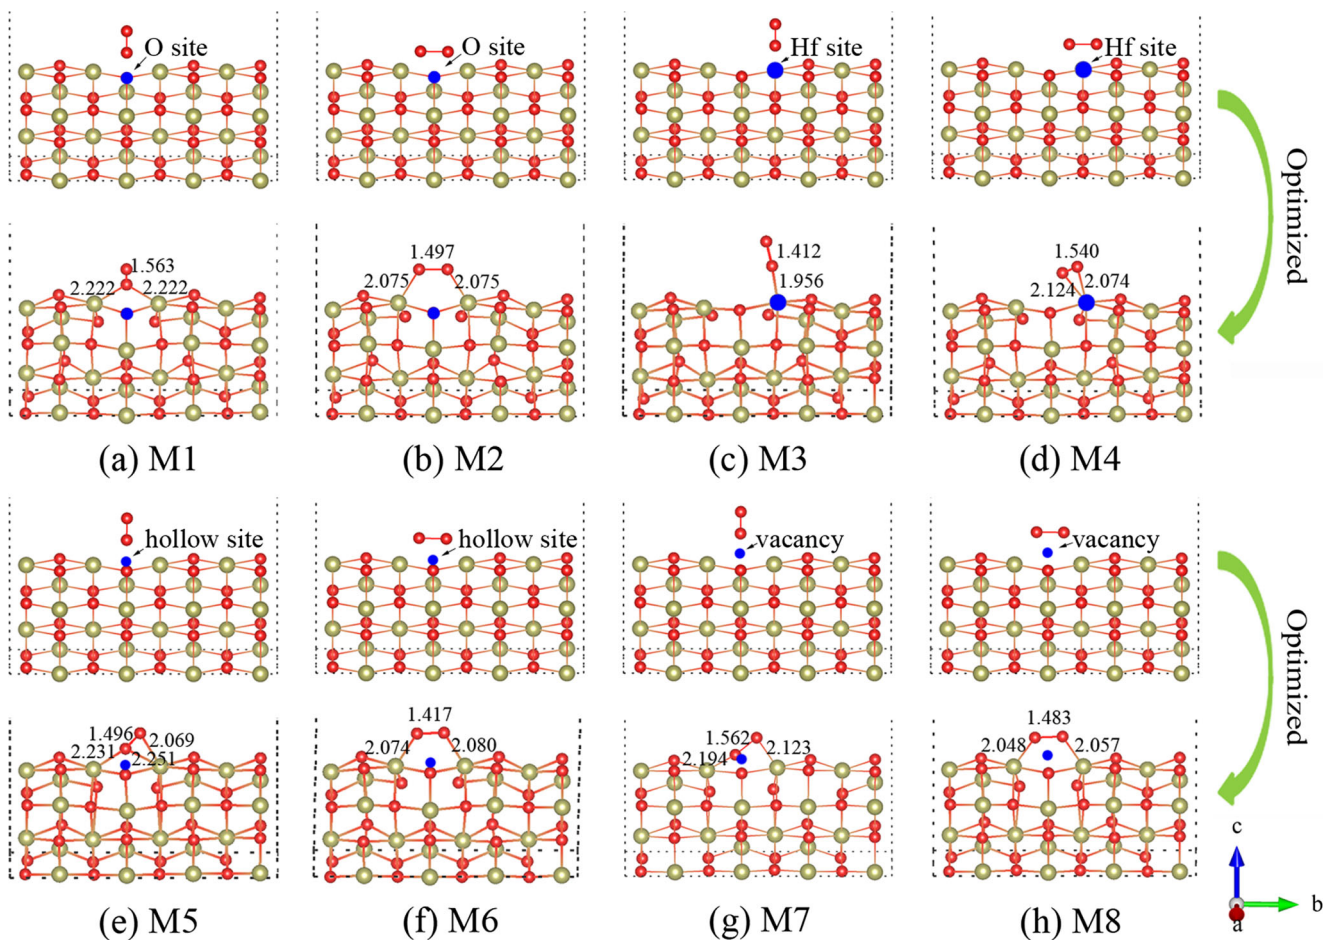 O site
O site
Hf site
Hf site
Optimized
1.563
2.222
2.222
1.497
2.075
2.075
1.412
1.956
1.540
2.124
2.074
(a) M1
(b) M2
(c) M3
(d) M4
hollow site
hollow site
vacancy
vacancy
Optimized
1.496
2.069
2.231
2.251
1.417
2.074
2.080
1.562
2.123
2.194
1.483
2.048
2.057
c
b
a
(e) M5
(f) M6
(g) M7
(h) M8